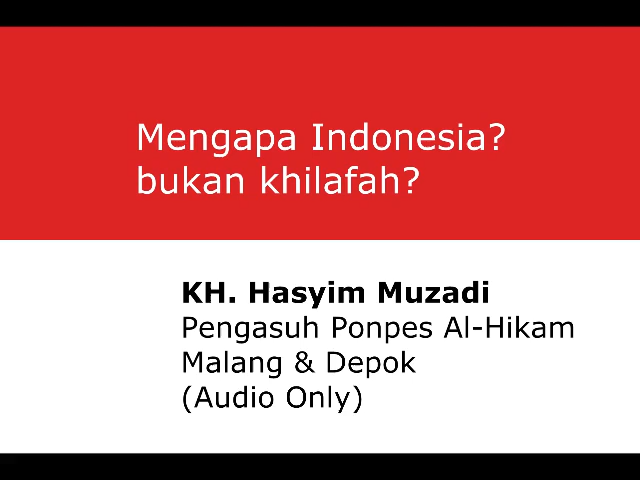 Mengapa Indonesia?
bukan khilafah?
KH. Hasyim Muzadi
Pengasuh Ponpes Al-Hikam
Malang & Depok
(Audio Only)